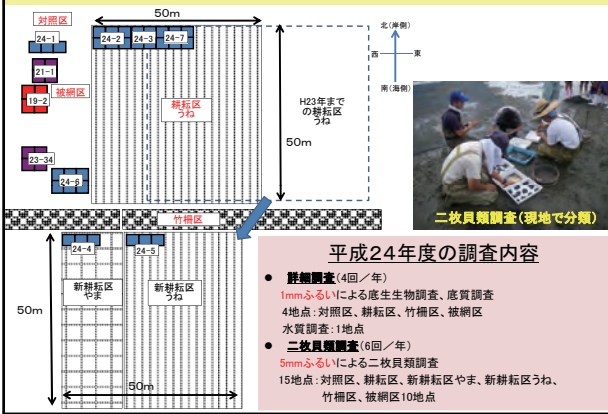 50m
対照区
24-1
24-2
24-3
24-7
北(岸側)
西
東
南(海側)
21-1
被網区
19-2
耕耘区
うね
H23年まで
の耕耘区
うね
50m
23-34
24-6
二枚貝類調査(現地で分類)
竹柵区
24-4
24-5
新耕耘区
やま
新耕耘区
うね
50m
50m
平成24年度の調査内容
● 詳細調査(4回/年)
1mmふるいによる底生生物調査、底質調査
4地点:対照区、耕耘区、竹柵区、被網区
水質調査:1地点
● 二枚貝類調査(6回/年)
5mmふるいによる二枚貝類調査
15地点:対照区、耕耘区、新耕耘区やま、新耕耘区うね、
竹柵区、被網区10地点